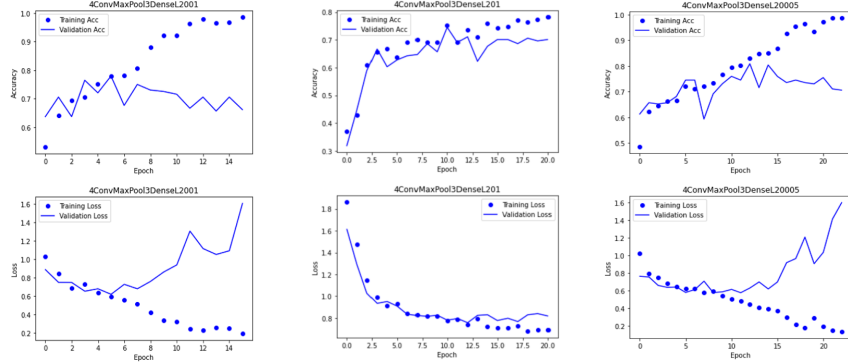 4ConvMaxPool3DenseL2001
Training Acc
Validation Acc
Accuracy
1.0
0.9
0.8
0.7
0.6
0 2 4 6 8 10 12 14
Epoch
4ConvMaxPool3DenseL201
Training Acc
Validation Acc
Accuracy
0.8
0.7
0.6
0.5
0.4
0.3
0.0 2.5 5.0 7.5 10.0 12.5 15.0 17.5 20.0
Epoch
4ConvMaxPool3DenseL20005
Training Acc
Validation Acc
Accuracy
1.0
0.9
0.8
0.7
0.6
0.5
0 5 10 15 20
Epoch
4ConvMaxPool3DenseL2001
Training Loss
Validation Loss
Loss
1.6
1.4
1.2
1.0
0.8
0.6
0.4
0.2
0 2 4 6 8 10 12 14
Epoch
4ConvMaxPool3DenseL201
Training Loss
Validation Loss
Loss
1.8
1.6
1.4
1.2
1.0
0.8
0.0 2.5 5.0 7.5 10.0 12.5 15.0 17.5 20.0
Epoch
4ConvMaxPool3DenseL20005
Training Loss
Validation Loss
Loss
1.6
1.4
1.2
1.0
0.8
0.6
0.4
0.2
0 5 10 15 20
Epoch